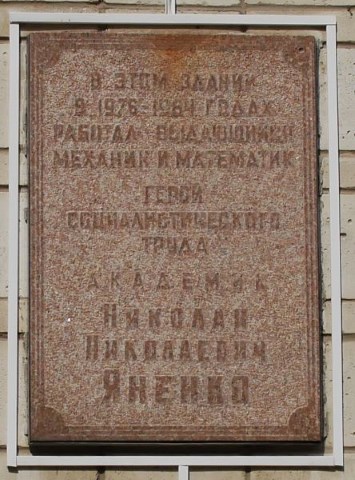 В ЭТОМ ЗДАНИИ
В 1976-1984 ГОДАХ
РАБОТАЛ ВЫДАЮЩИЙСЯ
МЕХАНИК И МАТЕМАТИК
ГЕРОЙ
СОЦИАЛИСТИЧЕСКОГО
ТРУДА
АКАДЕМИК
НИКОЛАЙ
НИКОЛАЕВИЧ
ЯНЕНКО